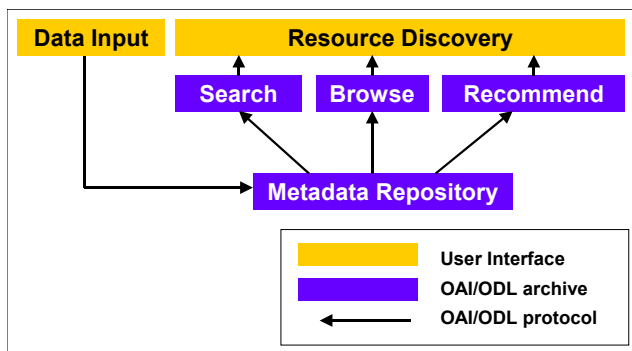 Data Input
Resource Discovery
Search
Browse
Recommend
Metadata Repository
User Interface
OAI/ODL archive
OAI/ODL protocol